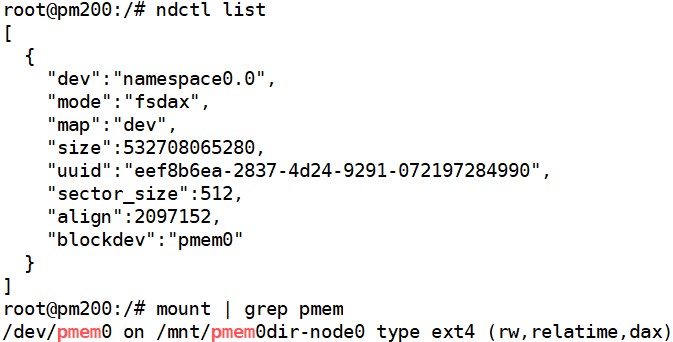 root@pm200:/# ndctl list
[
  {
    "dev":"namespace0.0",
    "mode":"fsdax",
    "map":"dev",
    "size":532708065280,
    "uuid":"eef8b6ea-2837-4d24-9291-072197284990",
    "sector_size":512,
    "align":2097152,
    "blockdev":"pmem0"
  }
]
root@pm200:/# mount | grep pmem
/dev/pmem0 on /mnt/pmem0dir-node0 type ext4 (rw,relatime,dax)